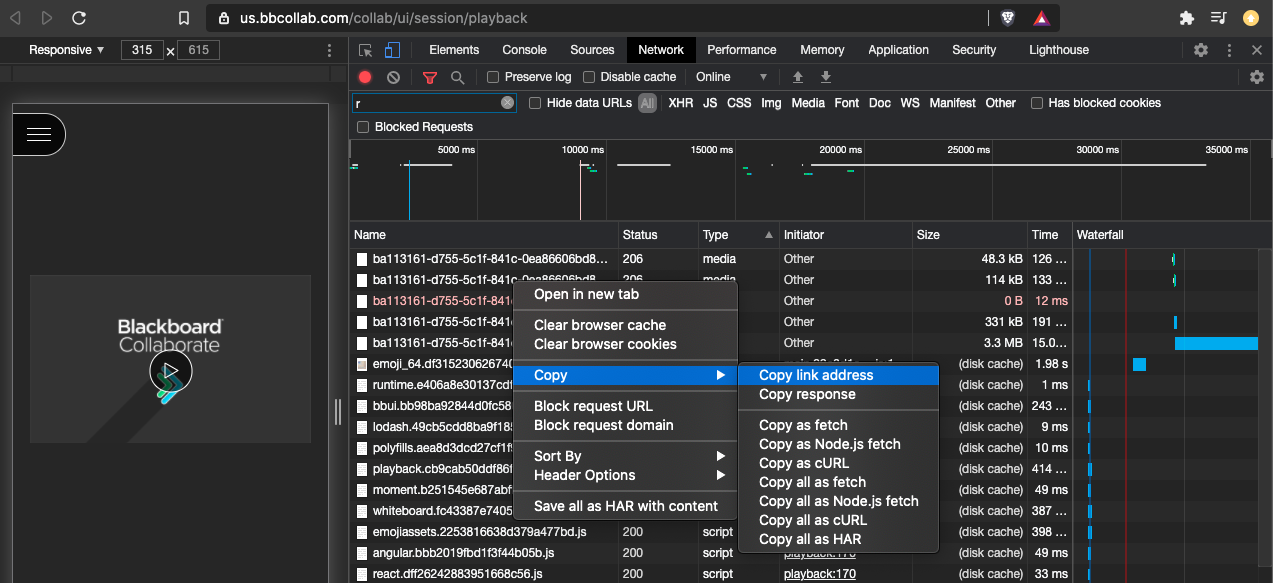 us.bbcollab.com/collab/ui/session/playback
Responsive ▼ 315 x 615
Elements Console Sources Network Performance Memory Application Security Lighthouse
Preserve log Disable cache Online ▼
r Hide data URLs All XHR JS CSS Img Media Font Doc WS Manifest Other Has blocked cookies
Blocked Requests
5000 ms 10000 ms 15000 ms 20000 ms 25000 ms 30000 ms 35000 ms
Name Status Type Initiator Size Time Waterfall
ba113161-d755-5c1f-841c-0ea86606bd8... 206 media Other 48.3 kB 126 ...
ba113161-d755-5c1f-841c-0ea86606bd8... 206 media Other 114 kB 133 ...
ba113161-d755-5c1f-841c Other 0 B 12 ms
ba113161-d755-5c1f-841c Other 331 kB 191 ...
ba113161-d755-5c1f-841c Other 3.3 MB 15.0...
emoji_64.df315230626740 (disk cache) 1.98 s
runtime.e406a8e30137cdf (disk cache) 1 ms
bbui.bb98ba92844d0fc58 (disk cache) 243 ...
lodash.49cb5cdd8ba9f185 (disk cache) 9 ms
polyfills.aea8d3dcd27cf1f (disk cache) 10 ms
playback.cb9cab50ddf86f (disk cache) 414 ...
moment.b251545e687abf (disk cache) 49 ms
whiteboard.fc43387e7405 (disk cache) 387 ...
emojiassets.2253816638d379a477bd.js 200 script (disk cache) 398 ...
angular.bbb2019fbd1f3f44b05b.js 200 script playback:170 (disk cache) 49 ms
react.dff26242883951668c56.js 200 script playback:170 (disk cache) 33 ms
Blackboard
Collaborate
Open in new tab
Clear browser cache
Clear browser cookies
Copy
Block request URL
Block request domain
Sort By
Header Options
Save all as HAR with content
Copy link address
Copy response
Copy as fetch
Copy as Node.js fetch
Copy as cURL
Copy all as fetch
Copy all as Node.js fetch
Copy all as cURL
Copy all as HAR